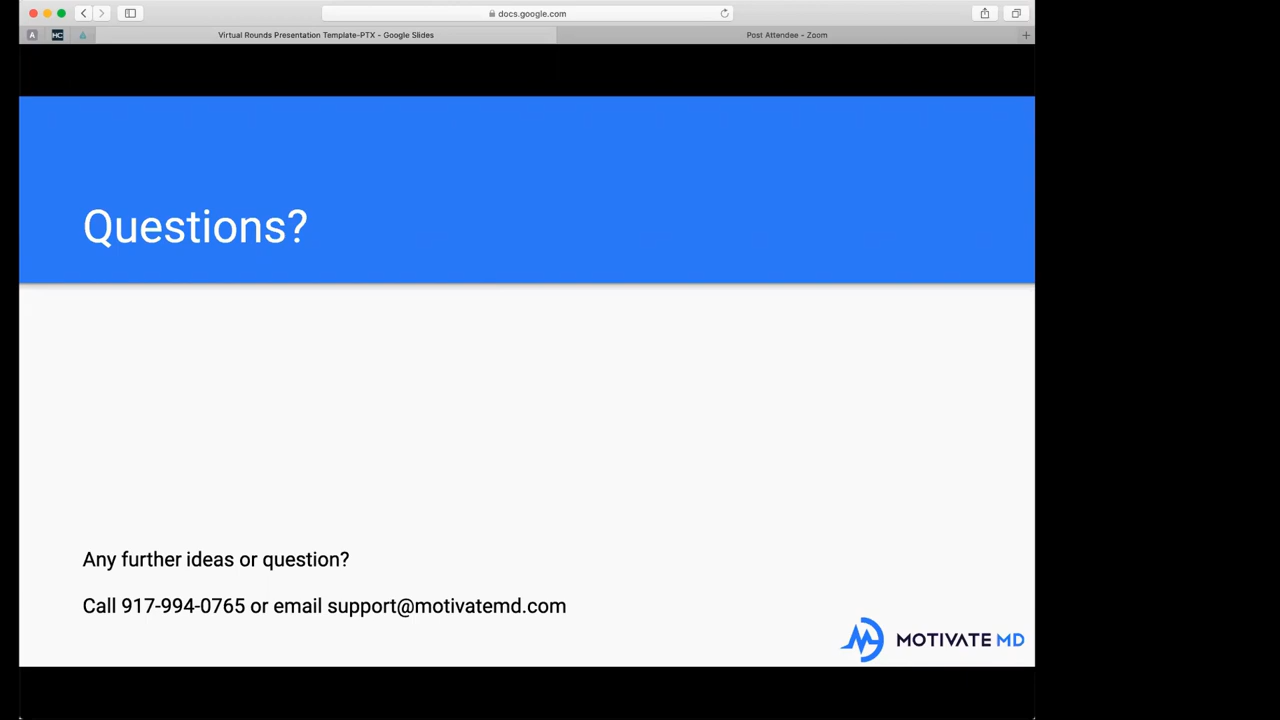 docs.google.com
A
HC
Virtual Rounds Presentation Template-PTX - Google Slides
Post Attendee - Zoom
Questions?
Any further ideas or question?
Call 917-994-0765 or email support@motivatemd.com
MOTIVATE MD